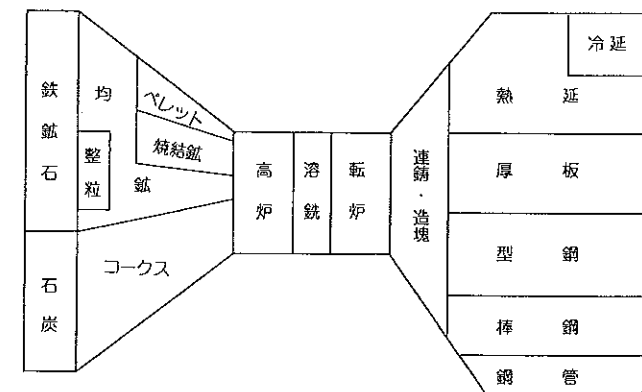 鉄鉱石
石炭
均鉱
整粒
ペレット
焼結鉱
コークス
高炉
溶銑
転炉
連鋳・造塊
冷延
熱延
厚板
型鋼
棒鋼
鋼管